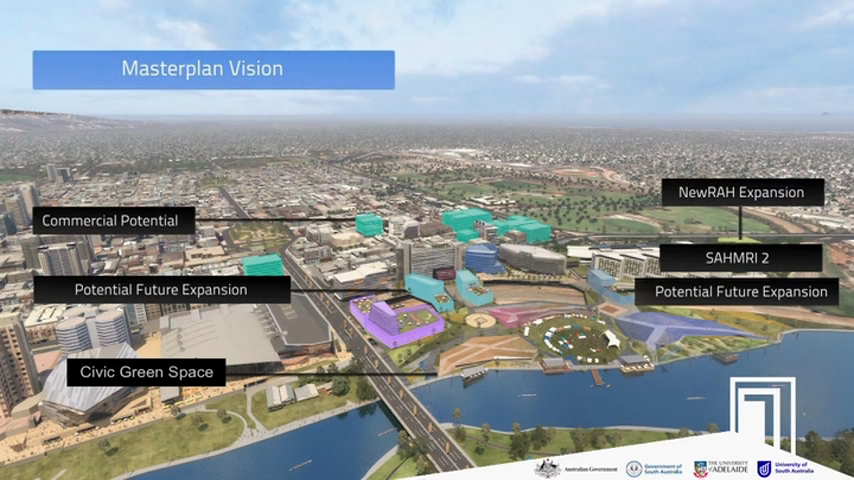 Masterplan Vision
NewRAH Expansion
Commercial Potential
SAHMRI 2
Potential Future Expansion
Potential Future Expansion
Civic Green Space
Australian Government
Government of
South Australia
THE UNIVERSITY
of ADELAIDE
University of
South Australia